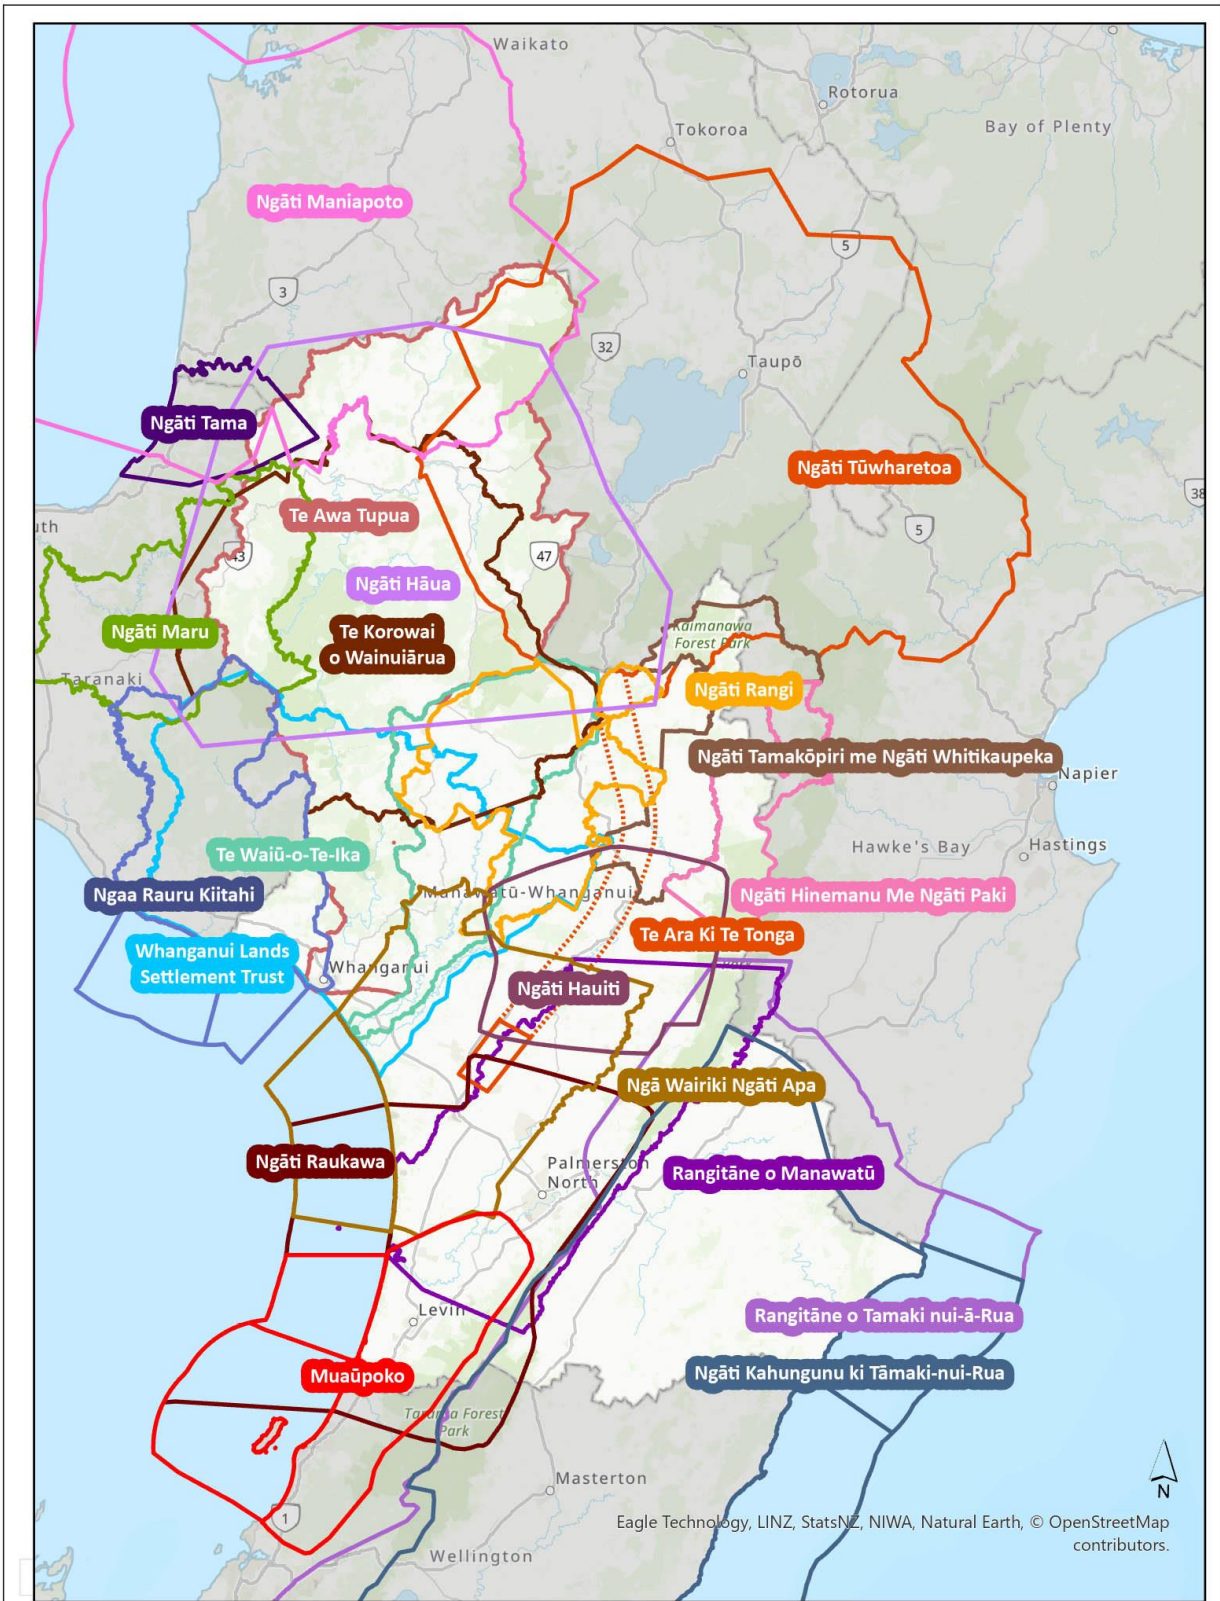 Waikato
Rotorua
Bay of Plenty
Tokoroa
Ngāti Maniapoto
5
3
32
Taupō
Ngāti Tama
Ngāti Tūwharetoa
38
Te Awa Tupua
uth
43
47
5
Ngāti Hāua
Ngāti Maru
Te Korowai
o Wainuiārua
Kaimanawa
Forest Park
Taranaki
Ngāti Rangi
Ngāti Tamakōpiri me Ngāti Whitikaupeka
Napier
Te Waiū-o-Te-Ika
Hawke's Bay
Hastings
Ngaa Rauru Kiitahi
Manawatū-Whanganui
Ngāti Hinemanu Me Ngāti Paki
Te Ara Ki Te Tonga
Whanganui Lands
Settlement Trust
Whanganui
Ngāti Hauiti
Ngā Wairiki Ngāti Apa
Ngāti Raukawa
Palmerston
North
Rangitāne o Manawatū
Levin
Rangitāne o Tamaki nui-ā-Rua
Muaūpoko
Ngāti Kahungunu ki Tāmaki-nui-Rua
Tararua Forest
Park
Masterton
N
1
Eagle Technology, LINZ, StatsNZ, NIWA, Natural Earth, © OpenStreetMap
contributors.
Wellington